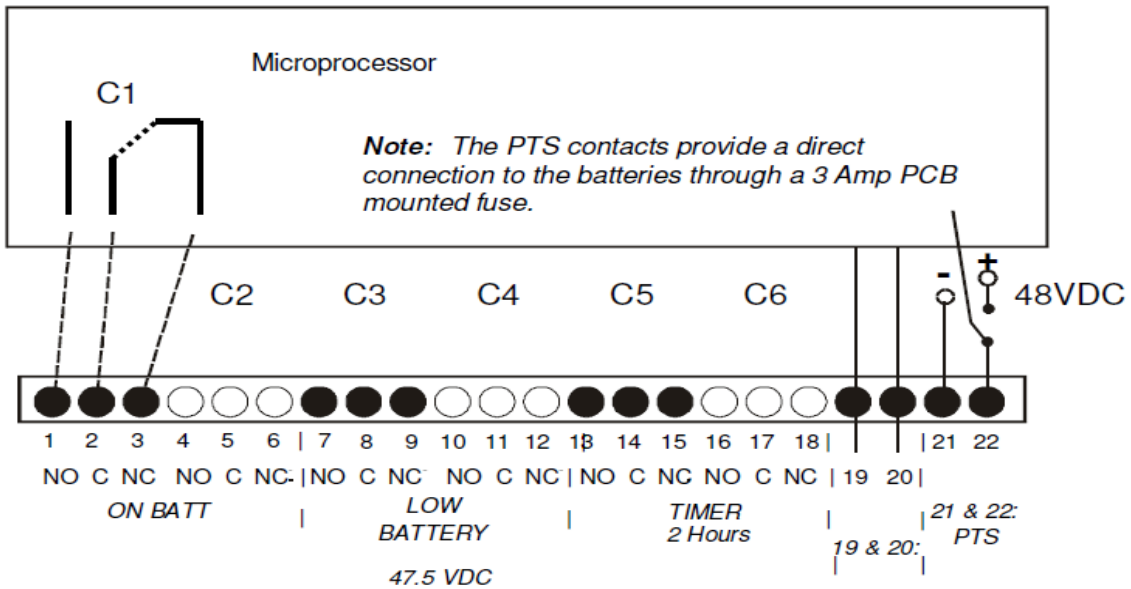 Microprocessor
C1
Note: The PTS contacts provide a direct
connection to the batteries through a 3 Amp PCB
mounted fuse.
C2 C3 C4 C5 C6 - + 48VDC
1 2 3 4 5 6 | 7 8 9 10 11 12 13 14 15 16 17 18 | | 21 22
NO C NC NO C NC- | NO C NC NO C NC | NO C NC NO C NC | 19 20 |
ON BATT | LOW BATTERY | TIMER 2 Hours | 19 & 20: | 21 & 22: PTS
47.5 VDC